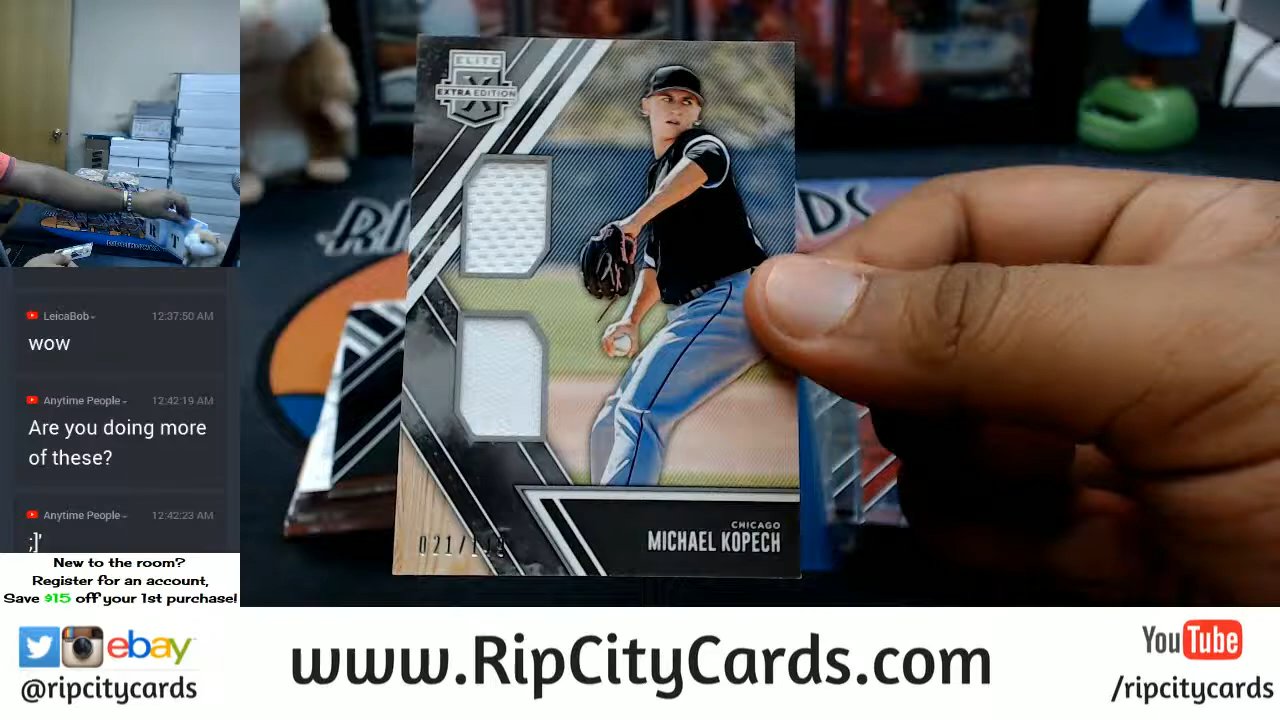 LeicaBob
12:37:50 AM
wow
Anytime People
12:42:19 AM
Are you doing more
of these?
Anytime People
12:42:23 AM
;]'
New to the room?
Register for an account,
Save $15 off your 1st purchase!
ELITE
X
EXTRA EDITION
CHICAGO
MICHAEL KOPECH
ebay
@ripcitycards
www.RipCityCards.com
YouTube
/ripcitycards